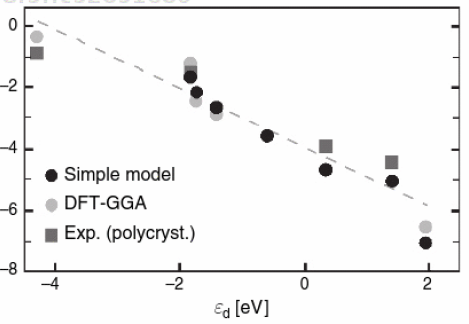 0
−2
−4
−6
−8
Simple model
DFT-GGA
Exp. (polycryst.)
−4 −2 0 2
εd [eV]